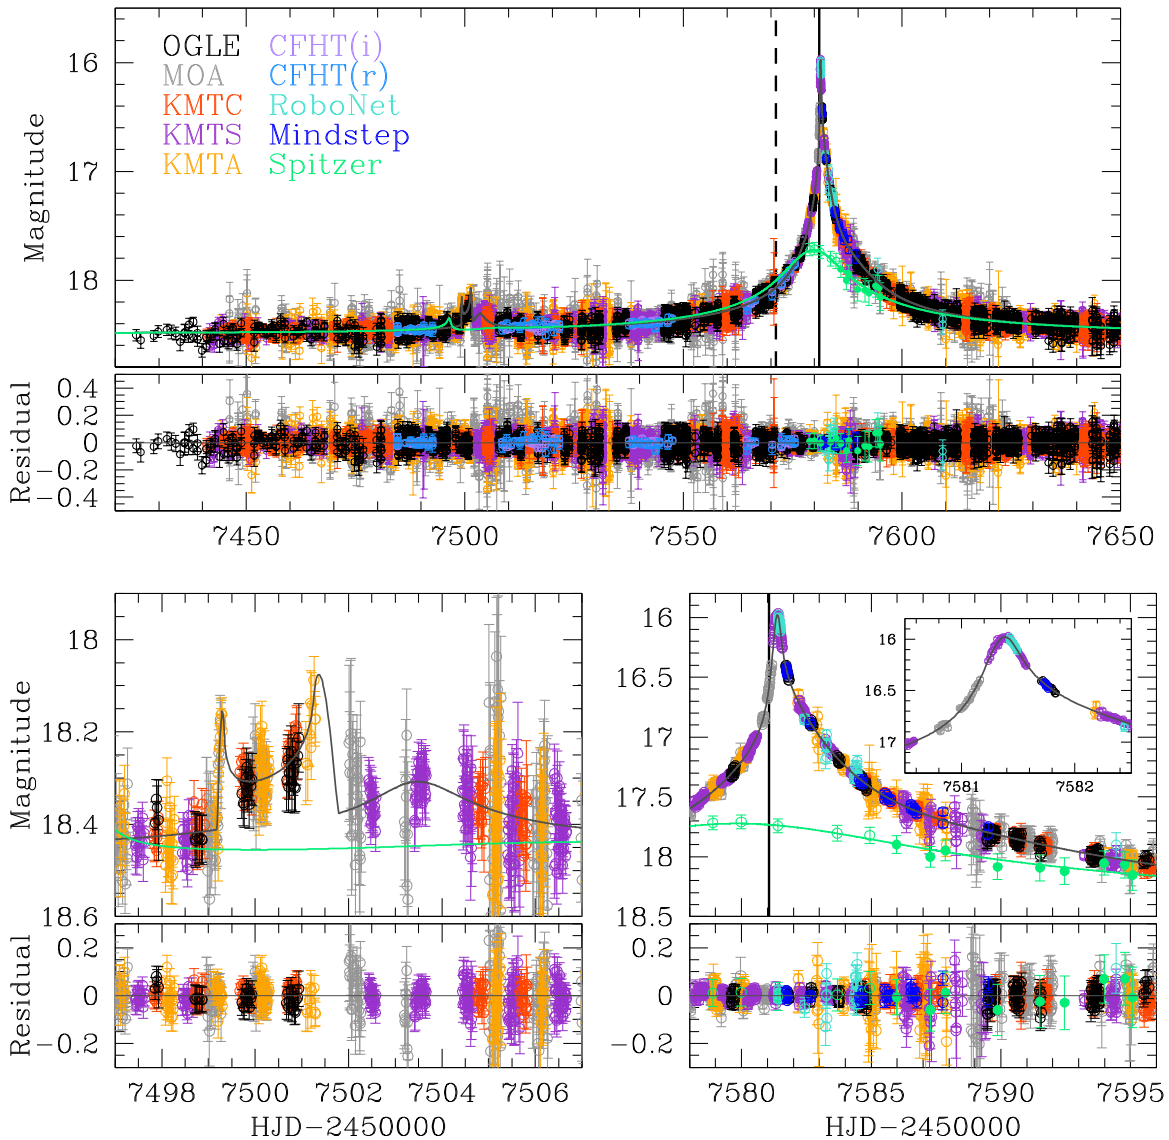 OGLE CFHT(i)
MOA CFHT(r)
KMTC RoboNet
KMTS Mindstep
KMTA Spitzer
Magnitude
16
17
18
Residual
0.4
0.2
0
−0.2
−0.4
7450 7500 7550 7600 7650
Magnitude
18
18.2
18.4
18.6
Residual
0.2
0
−0.2
7498 7500 7502 7504 7506
HJD−2450000
16
16.5
17
17.5
18
18.5
16
16.5
17
7581 7582
0.2
0
−0.2
7580 7585 7590 7595
HJD−2450000